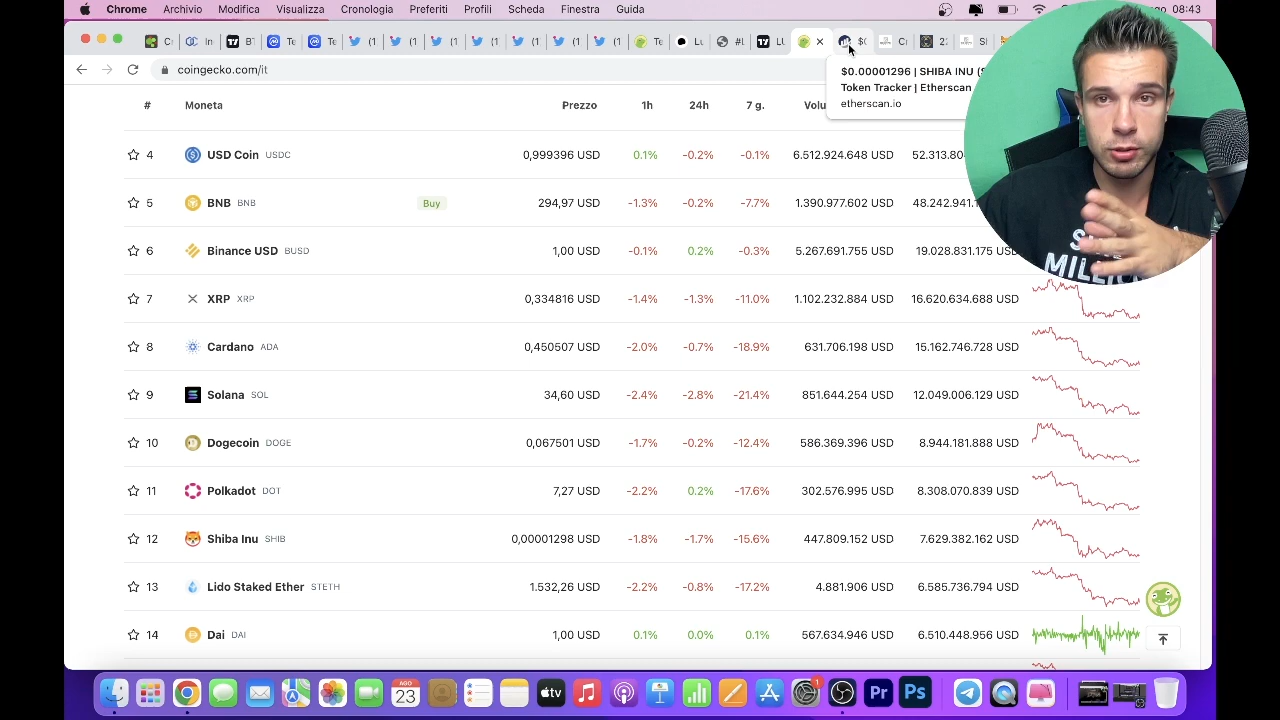 Chrome Archivio Modifica Visualizza Cronologia Preferiti Profili Scheda Finestra Guida 08:43
coingecko.com/it
$0.00001296 | SHIBA INU
Token Tracker | Etherscan
etherscan.io
# Moneta Prezzo 1h 24h 7 g.
4 USD Coin USDC 0,999396 USD 0.1% -0.2% -0.1% 6.512.924.648 USD
5 BNB BNB Buy 294,97 USD -1.3% -0.2% -7.7% 1.390.977.602 USD
6 Binance USD BUSD 1,00 USD -0.1% 0.2% -0.3% 5.267.691.755 USD 19.028.831.175 USD
7 XRP XRP 0,334816 USD -1.4% -1.3% -11.0% 1.102.232.884 USD 16.620.634.688 USD
8 Cardano ADA 0,450507 USD -2.0% -0.7% -18.9% 631.706.198 USD 15.162.746.728 USD
9 Solana SOL 34,60 USD -2.4% -2.8% -21.4% 851.644.254 USD 12.049.006.129 USD
10 Dogecoin DOGE 0,067501 USD -1.7% -0.2% -12.4% 586.369.396 USD 8.944.181.888 USD
11 Polkadot DOT 7,27 USD -2.2% 0.2% -17.6% 302.576.995 USD 8.308.070.839 USD
12 Shiba Inu SHIB 0,00001298 USD -1.8% -1.7% -15.6% 447.809.152 USD 7.629.382.162 USD
13 Lido Staked Ether STETH 1.532,26 USD -2.2% -0.8% -17.2% 4.881.906 USD 6.585.736.794 USD
14 Dai DAI 1,00 USD 0.1% 0.0% 0.1% 567.634.946 USD 6.510.448.956 USD
AGO
23
tv
1
Pr
Ps